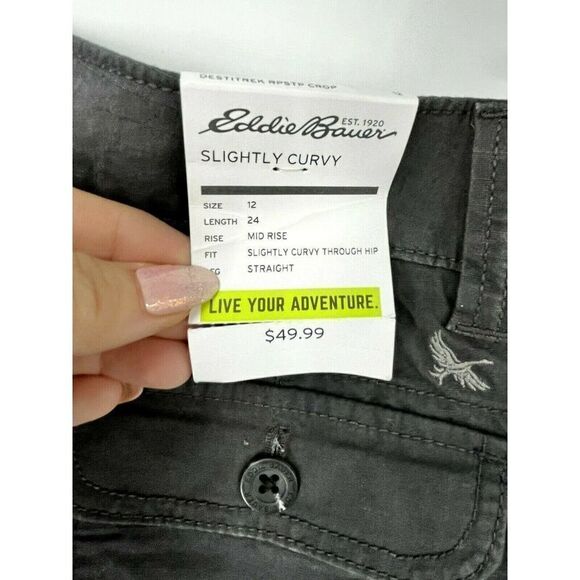 DESTITREK RPSTP CROP 12
Eddie Bauer
EST. 1920
SLIGHTLY CURVY
SIZE 12
LENGTH 24
RISE MID RISE
FIT SLIGHTLY CURVY THROUGH HIP
STRAIGHT
LIVE YOUR ADVENTURE.
$49.99